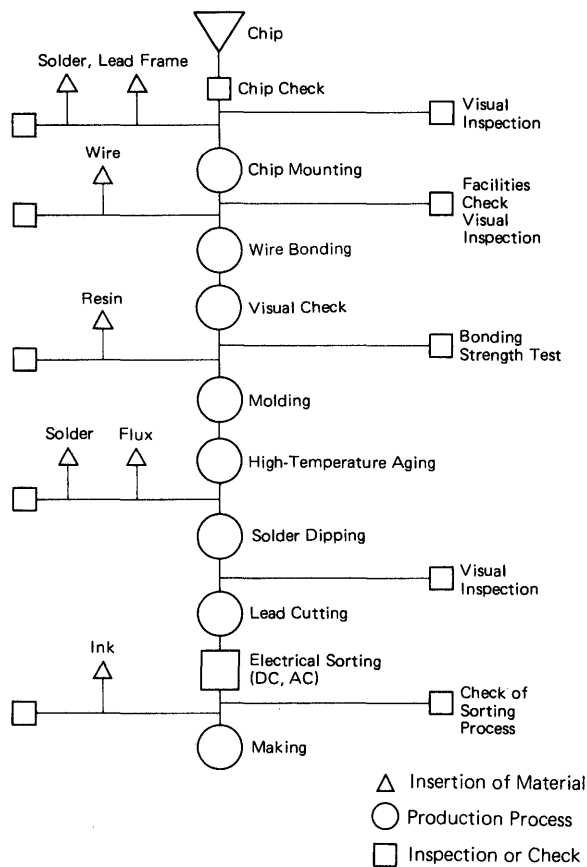 Chip
Solder, Lead Frame
Chip Check
Visual
Inspection
Wire
Chip Mounting
Facilities
Check
Visual
Inspection
Wire Bonding
Resin
Visual Check
Bonding
Strength Test
Molding
Solder
Flux
High-Temperature Aging
Solder Dipping
Visual
Inspection
Lead Cutting
Ink
Electrical Sorting
(DC, AC)
Check of
Sorting
Process
Making
Insertion of Material
Production Process
Inspection or Check